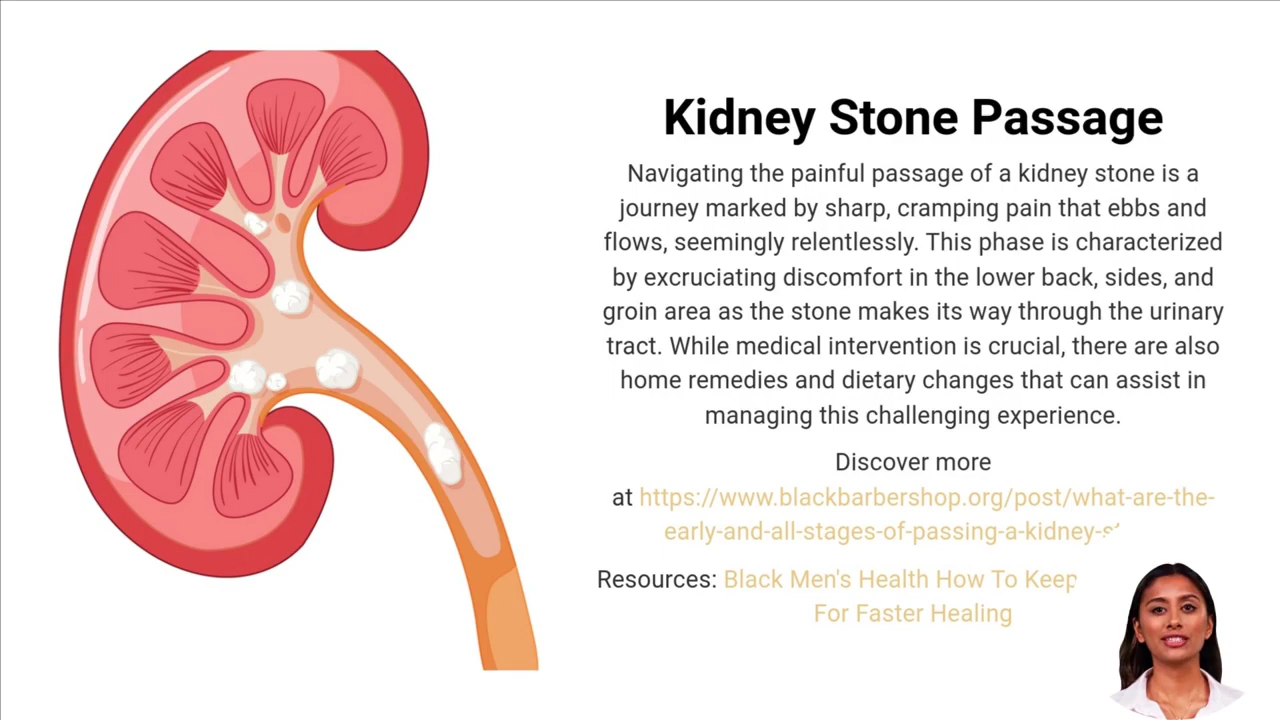 Kidney Stone Passage
Navigating the painful passage of a kidney stone is a
journey marked by sharp, cramping pain that ebbs and
flows, seemingly relentlessly. This phase is characterized
by excruciating discomfort in the lower back, sides, and
groin area as the stone makes its way through the urinary
tract. While medical intervention is crucial, there are also
home remedies and dietary changes that can assist in
managing this challenging experience.
Discover more
at https://www.blackbarbershop.org/post/what-are-the-
early-and-all-stages-of-passing-a-kidney-
Resources: Black Men's Health How To Keep
For Faster Healing